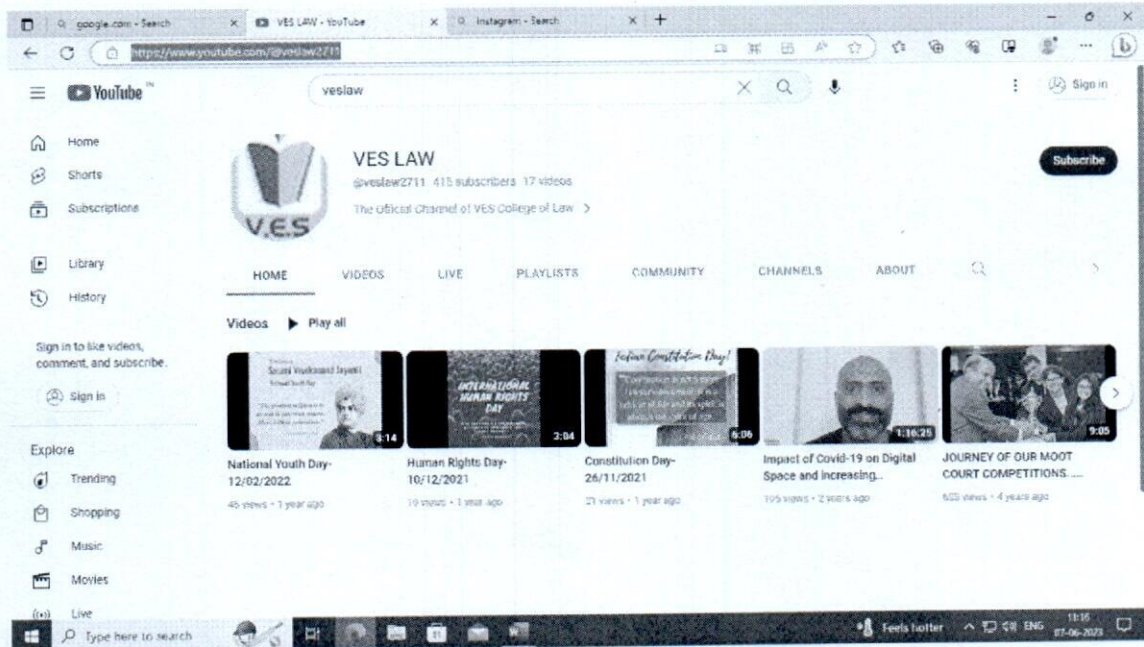 google.com - Search
VES LAW - YouTube
Instagram - Search
https://www.youtube.com/@veslaw2711
YouTube
veslaw
Sign in
Home
Shorts
Subscriptions
Library
History
Sign in to like videos,
comment, and subscribe.
Sign in
Explore
Trending
Shopping
Music
Movies
Live
V.E.S
VES LAW
@veslaw2711 415 subscribers 17 videos
The Official Channel of VES College of Law
Subscribe
HOME VIDEOS LIVE PLAYLISTS COMMUNITY CHANNELS ABOUT
Videos Play all
Swami Vivekanand Jayanti
3:14
National Youth Day-
12/02/2022
1 year ago
INTERNATIONAL
HUMAN RIGHTS
DAY
3:04
Human Rights Day-
10/12/2021
19 views • 1 year ago
Indian Constitution Day!
6:06
Constitution Day-
26/11/2021
21 views • 1 year ago
1:16:25
Impact of Covid-19 on Digital
Space and increasing...
195 views • 2 years ago
9:05
JOURNEY OF OUR MOOT
COURT COMPETITIONS......
views • 4 years ago
Type here to search
Feels hotter
ENG
07-06-2023